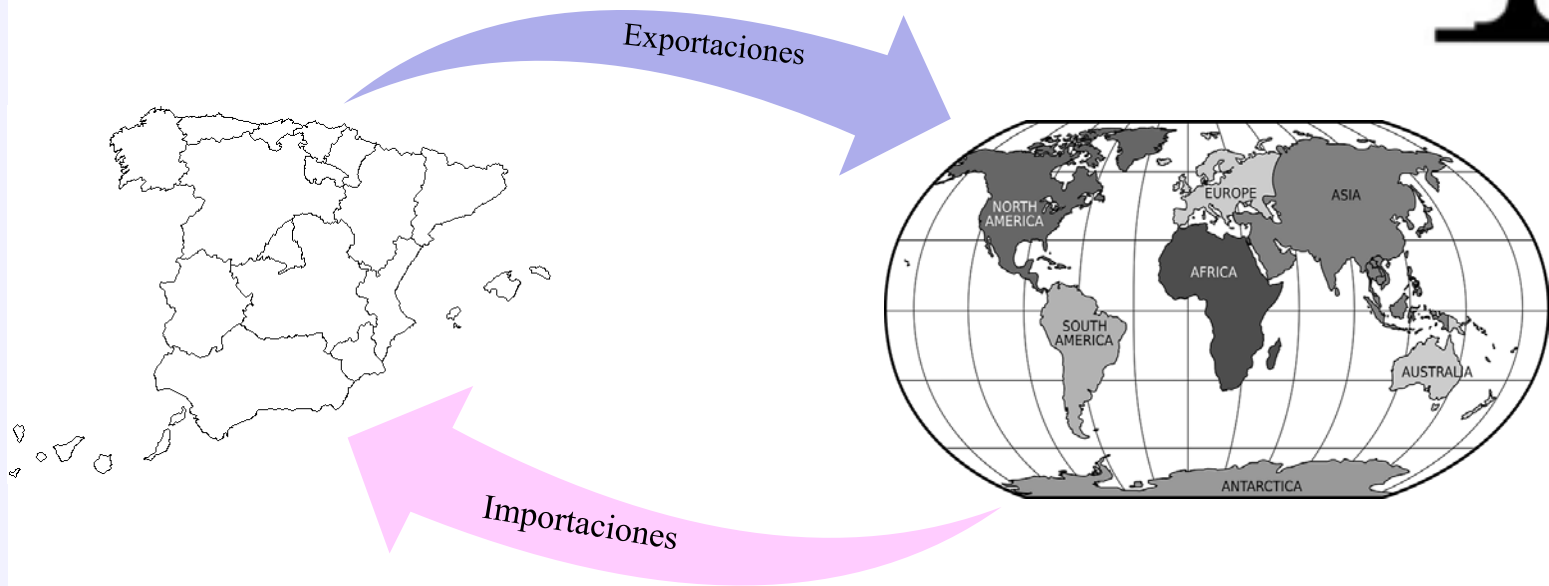 Exportaciones
NORTH
AMERICA
EUROPE
ASIA
AFRICA
SOUTH
AMERICA
AUSTRALIA
ANTARCTICA
Importaciones